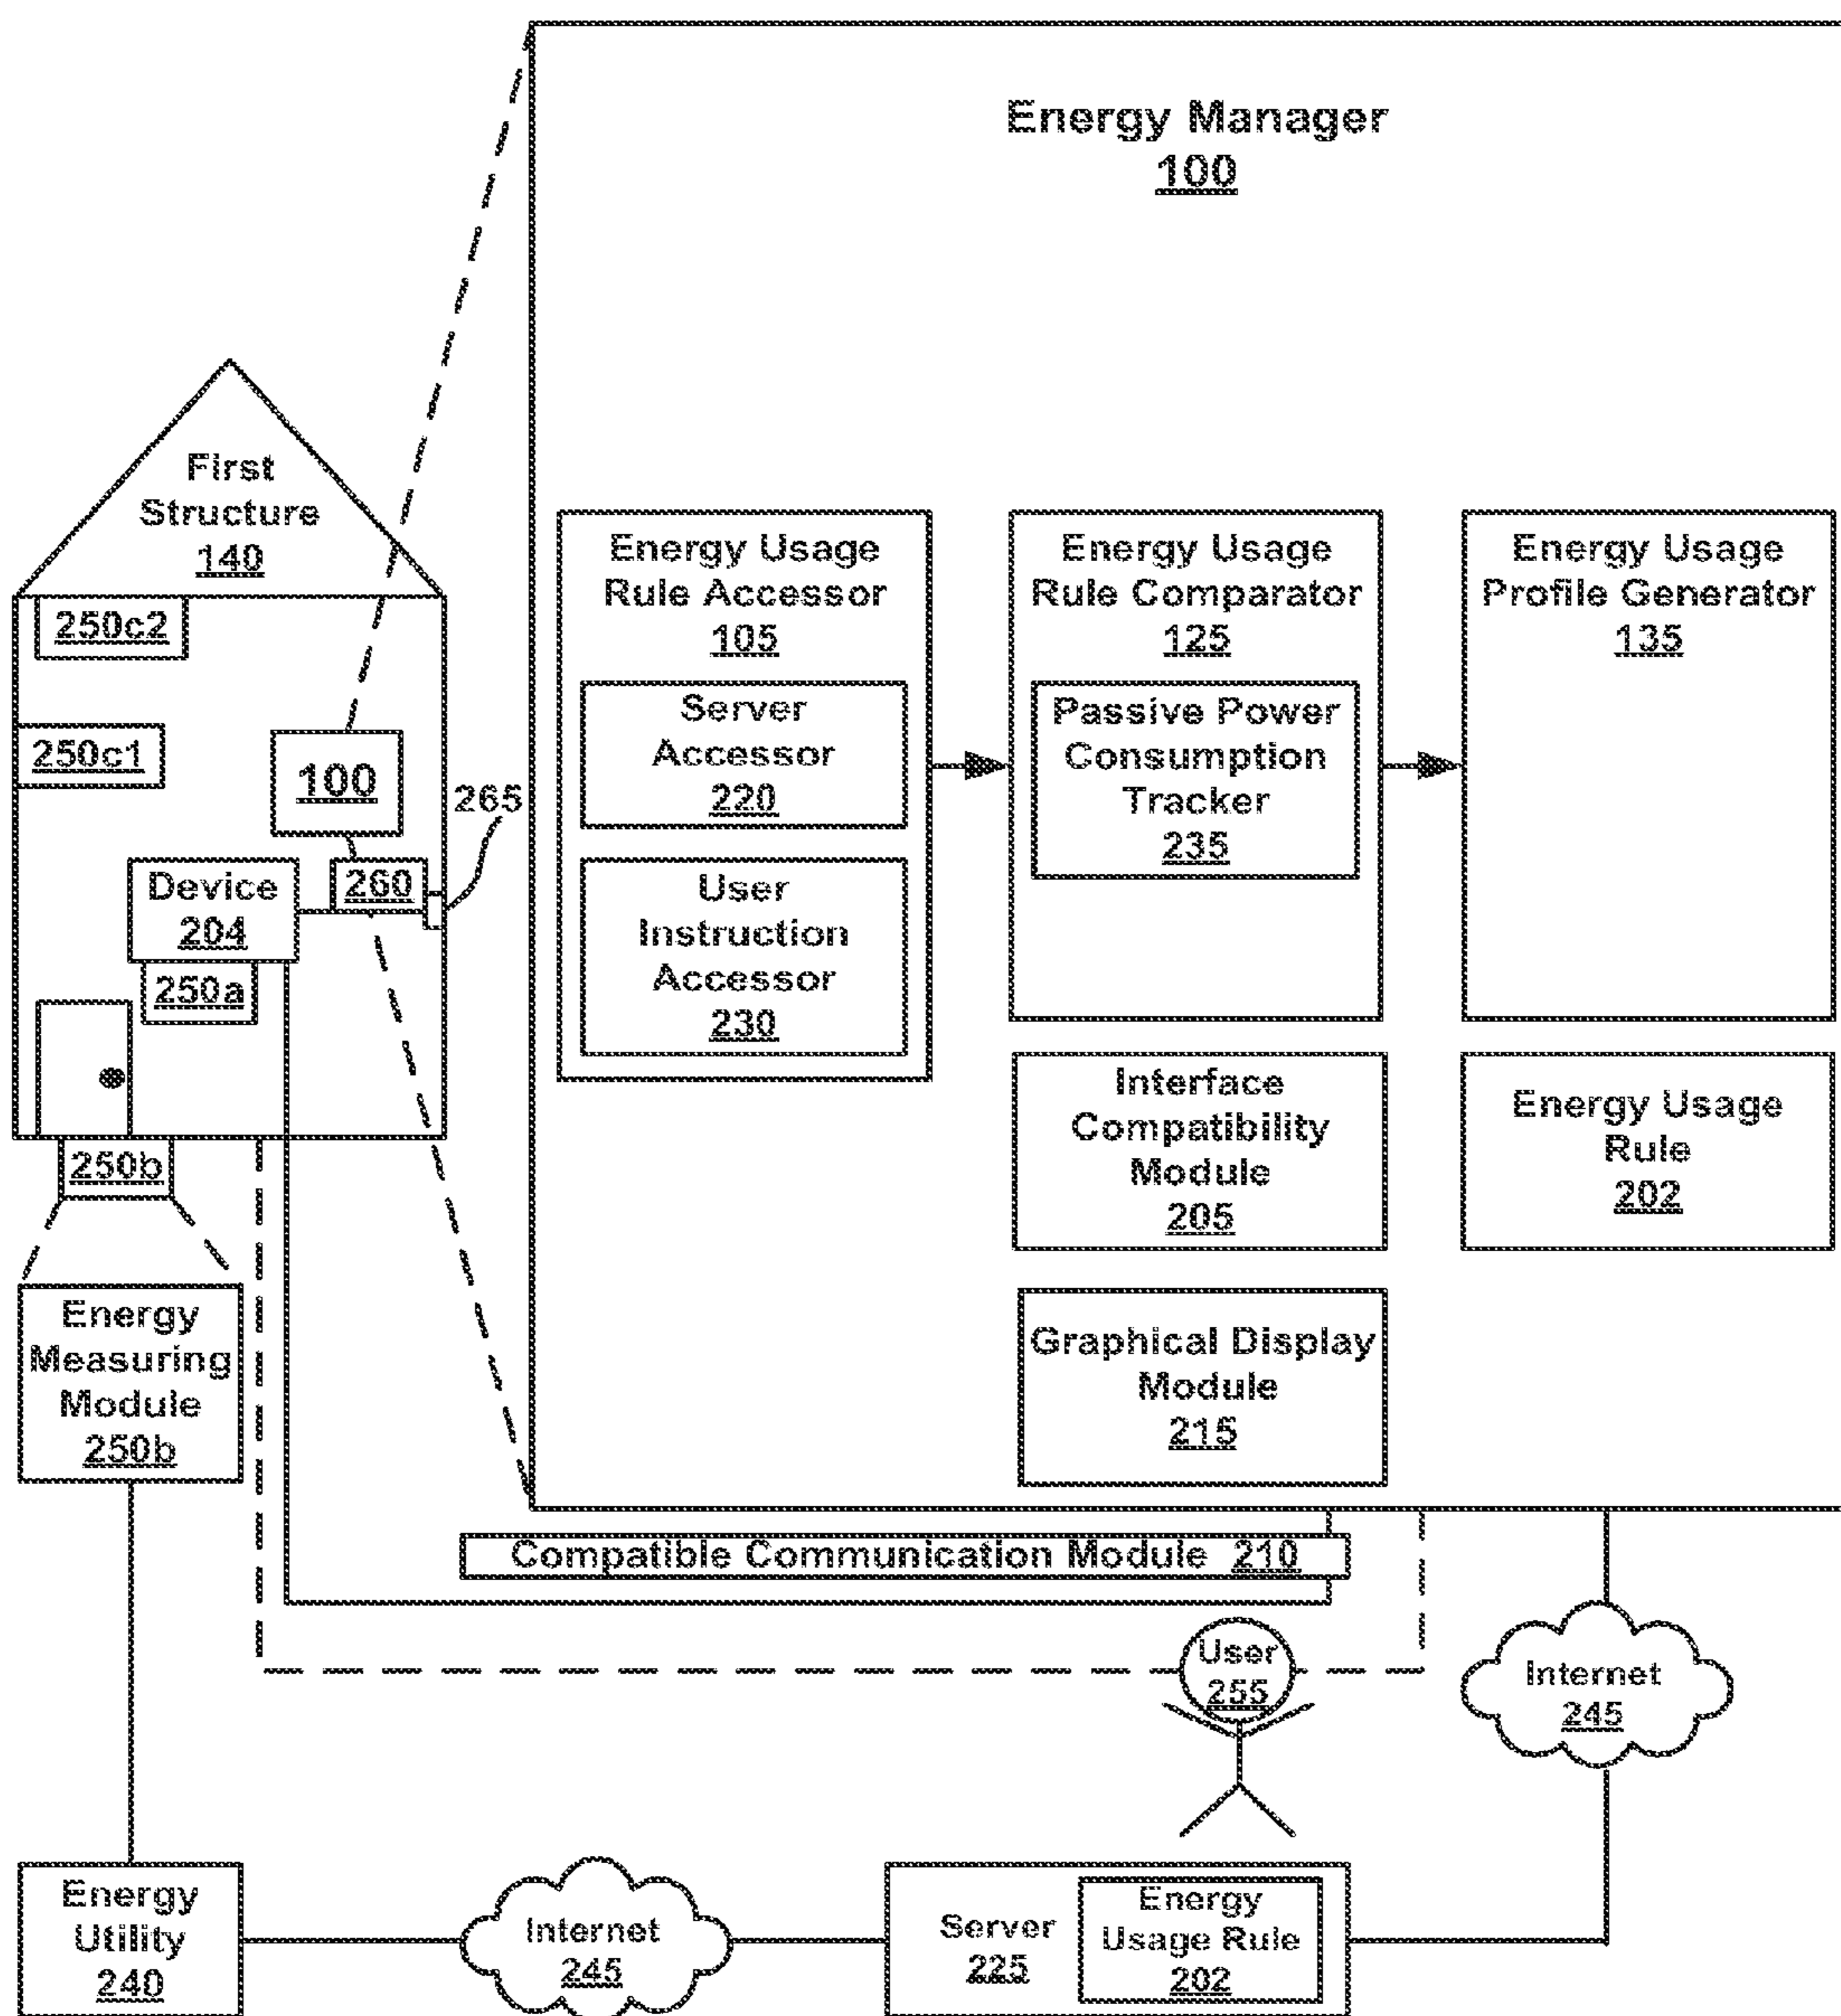 Energy Manager
100
First
Structure
140
250c2
250c1
100
265
260
Device
204
250a
250b
Energy Usage
Rule Accessor
105
Server
Accessor
220
User
Instruction
Accessor
230
Energy Usage
Rule Comparator
125
Passive Power
Consumption
Tracker
235
Energy Usage
Profile Generator
135
Interface
Compatibility
Module
205
Energy Usage
Rule
202
Graphical Display
Module
215
Energy
Measuring
Module
250b
Compatible Communication Module 210
User
255
Internet
245
Energy
Utility
240
Internet
245
Server
225
Energy
Usage Rule
202